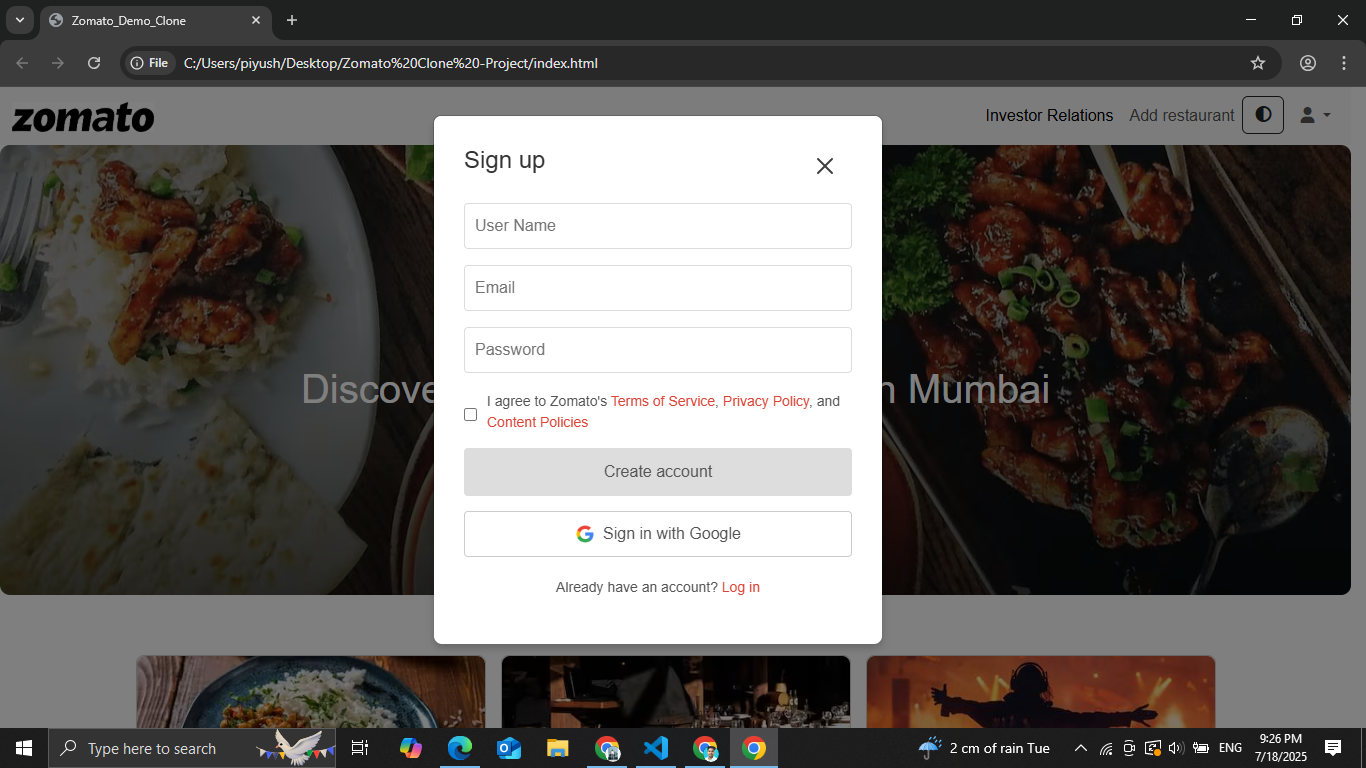 Zomato_Demo_Clone
File C:/Users/piyush/Desktop/Zomato%20Clone%20-Project/index.html
zomato
Investor Relations Add restaurant
Sign up
User Name
Email
Password
Discove
n Mumbai
I agree to Zomato's Terms of Service, Privacy Policy, and
Content Policies
Create account
Sign in with Google
Already have an account? Log in
Type here to search
2 cm of rain Tue
ENG
9:26 PM
7/18/2025